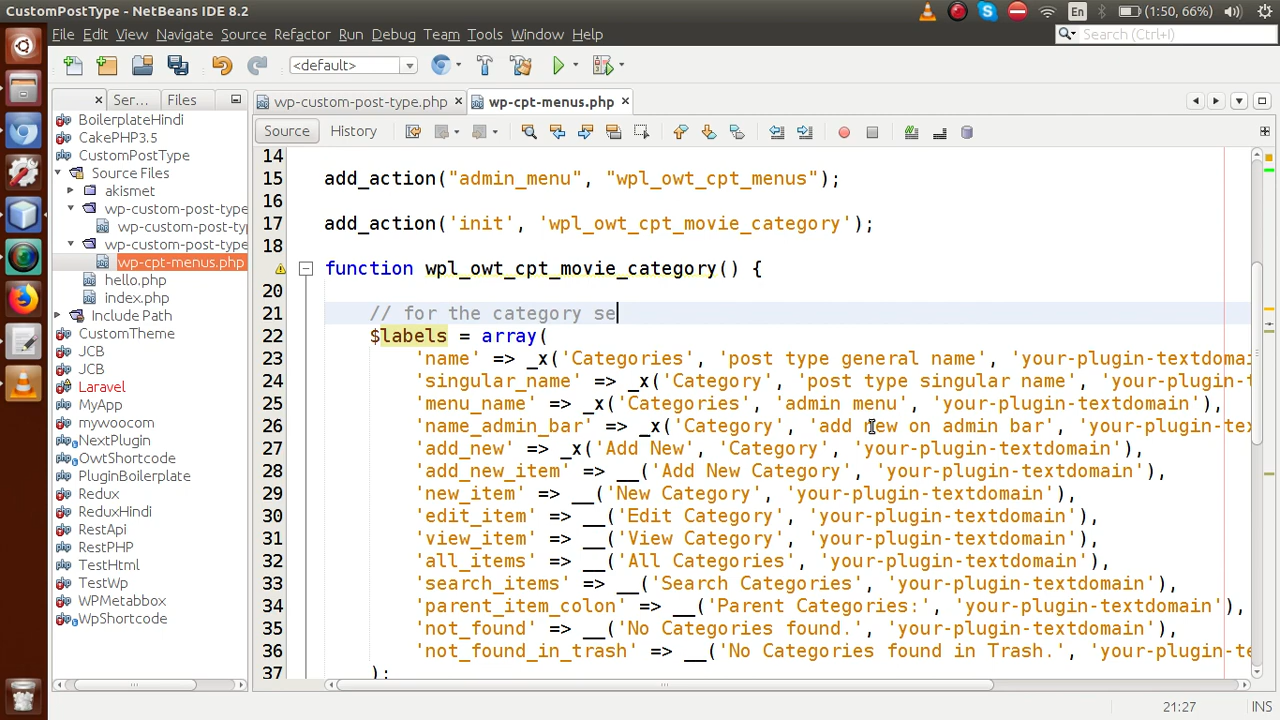 CustomPostType - NetBeans IDE 8.2
En
(1:50, 66%)
File Edit View Navigate Source Refactor Run Debug Team Tools Window Help
Search (Ctrl+I)
<default>
Ser... Files
wp-custom-post-type.php
wp-cpt-menus.php
Source History
BoilerplateHindi
CakePHP3.5
CustomPostType
Source Files
akismet
wp-custom-post-type
wp-custom-post-ty
wp-custom-post-type
wp-cpt-menus.php
hello.php
index.php
Include Path
CustomTheme
JCB
JCB
Laravel
MyApp
mywoocom
NextPlugin
OwtShortcode
PluginBoilerplate
Redux
ReduxHindi
RestApi
RestPHP
TestHtml
TestWp
WPMetabbox
WpShortcode
14
15 add_action("admin_menu", "wpl_owt_cpt_menus");
16
17 add_action('init', 'wpl_owt_cpt_movie_category');
18
function wpl_owt_cpt_movie_category() {
20
21 // for the category se
22 $labels = array(
23 'name' => _x('Categories', 'post type general name', 'your-plugin-textdomai
24 'singular_name' => _x('Category', 'post type singular name', 'your-plugin-t
25 'menu_name' => _x('Categories', 'admin menu', 'your-plugin-textdomain'),
26 'name_admin_bar' => _x('Category', 'add new on admin bar', 'your-plugin-te
27 'add_new' => _x('Add New', 'Category', 'your-plugin-textdomain'),
28 'add_new_item' => __('Add New Category', 'your-plugin-textdomain'),
29 'new_item' => __('New Category', 'your-plugin-textdomain'),
30 'edit_item' => __('Edit Category', 'your-plugin-textdomain'),
31 'view_item' => __('View Category', 'your-plugin-textdomain'),
32 'all_items' => __('All Categories', 'your-plugin-textdomain'),
33 'search_items' => __('Search Categories', 'your-plugin-textdomain'),
34 'parent_item_colon' => __('Parent Categories:', 'your-plugin-textdomain'),
35 'not_found' => __('No Categories found.', 'your-plugin-textdomain'),
36 'not_found_in_trash' => __('No Categories found in Trash.', 'your-plugin-te
37 );
21:27 INS